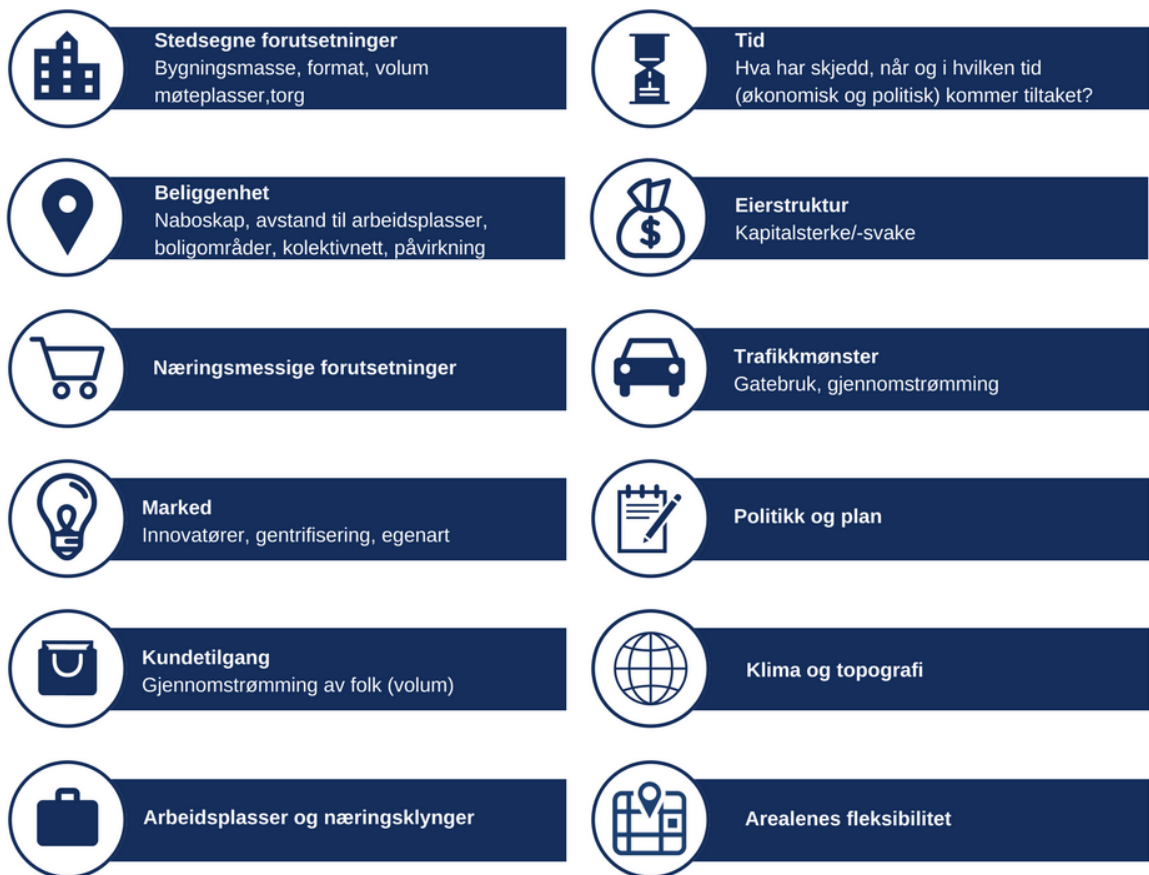 Stedsegne forutsetninger
Bygningsmasse, format, volum
møteplasser,torg
Beliggenhet
Naboskap, avstand til arbeidsplasser,
boligområder, kolektivnett, påvirkning
Næringsmessige forutsetninger
Marked
Innovatører, gentrifisering, egenart
Kundetilgang
Gjennomstrømming av folk (volum)
Arbeidsplasser og næringsklynger
Tid
Hva har skjedd, når og i hvilken tid
(økonomisk og politisk) kommer tiltaket?
Eierstruktur
Kapitalsterke/-svake
$
Trafikkmønster
Gatebruk, gjennomstrømming
Politikk og plan
Klima og topografi
Arealenes fleksibilitet